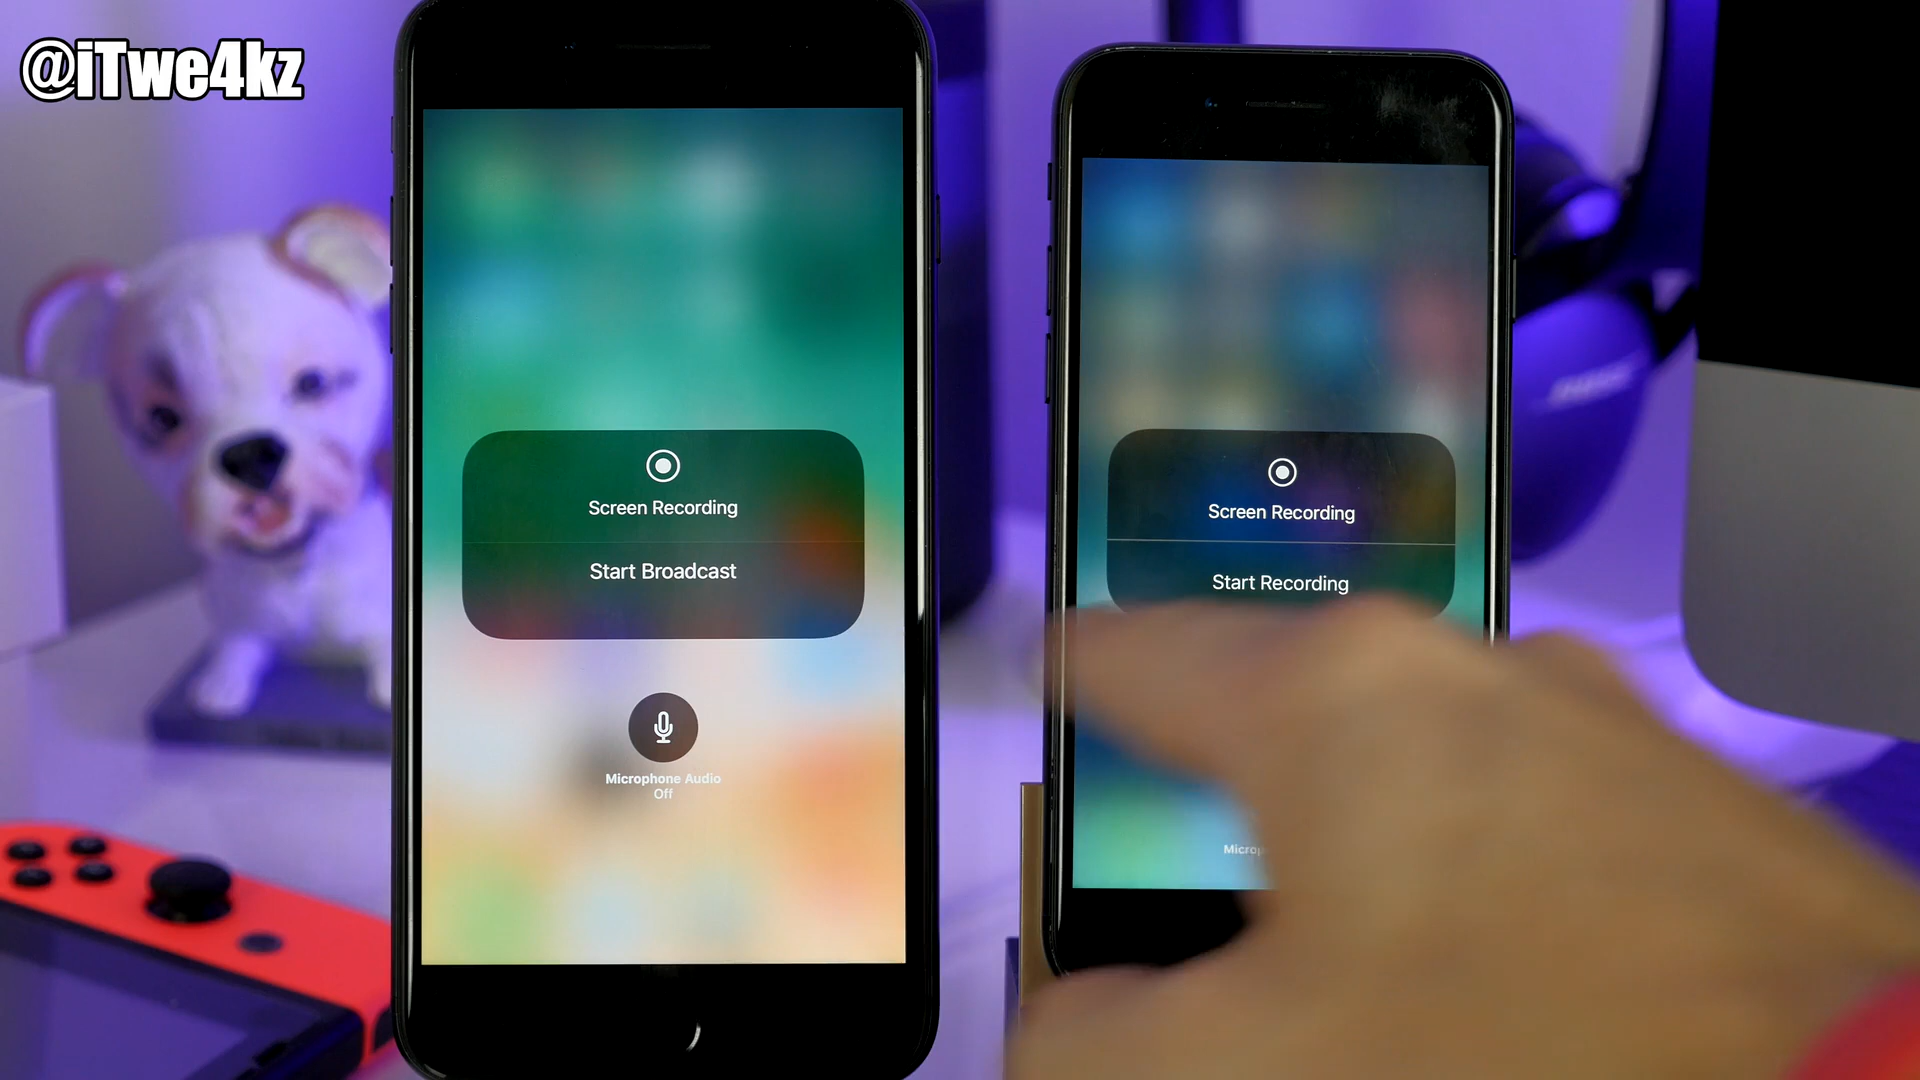 @iTwe4kz
Screen Recording
Start Broadcast
Microphone Audio
Off
Screen Recording
Start Recording